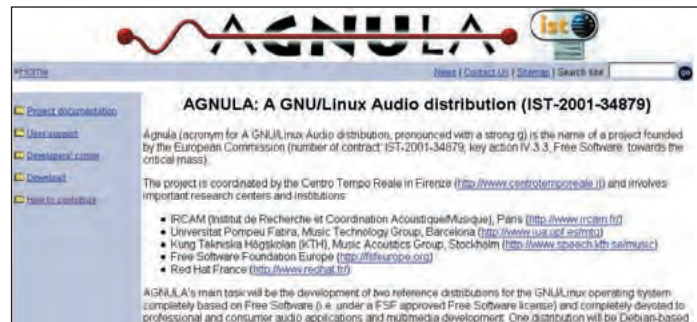 AGNULA ist
Home News | Contact Us | Sitemap | Search site GO
AGNULA: A GNU/Linux Audio distribution (IST-2001-34879)
Project documentation
User support
Developers' corner
Download
How to contribute
Agnula (acronym for A GNU/Linux Audio distribution, pronounced with a strong g) is the name of a project founded
by the European Commission (number of contract: IST-2001-34879; key action IV.3.3, Free Software: towards the
critical mass).
The project is coordinated by the Centro Tempo Reale in Firenze (http://www.centrotemporeale.it) and involves
important research centers and institutions:
• IRCAM (Institut de Recherche et Coordination Acoustique/Musique), Paris (http://www.ircam.fr/)
• Universitat Pompeu Fabra, Music Technology Group, Barcelona (http://www.iua.upf.es/mtg)
• Kung Tekniska Högskolan (KTH), Music Acoustics Group, Stockholm (http://www.speech.kth.se/music)
• Free Software Foundation Europe (http://fsfeurope.org)
• Red Hat France (http://www.redhat.fr/)
AGNULA's main task will be the development of two reference distributions for the GNU/Linux operating system
completely based on Free Software (i.e. under a FSF approved Free Software license) and completely devoted to
professional and consumer audio applications and multimedia development. One distribution will be Debian-based